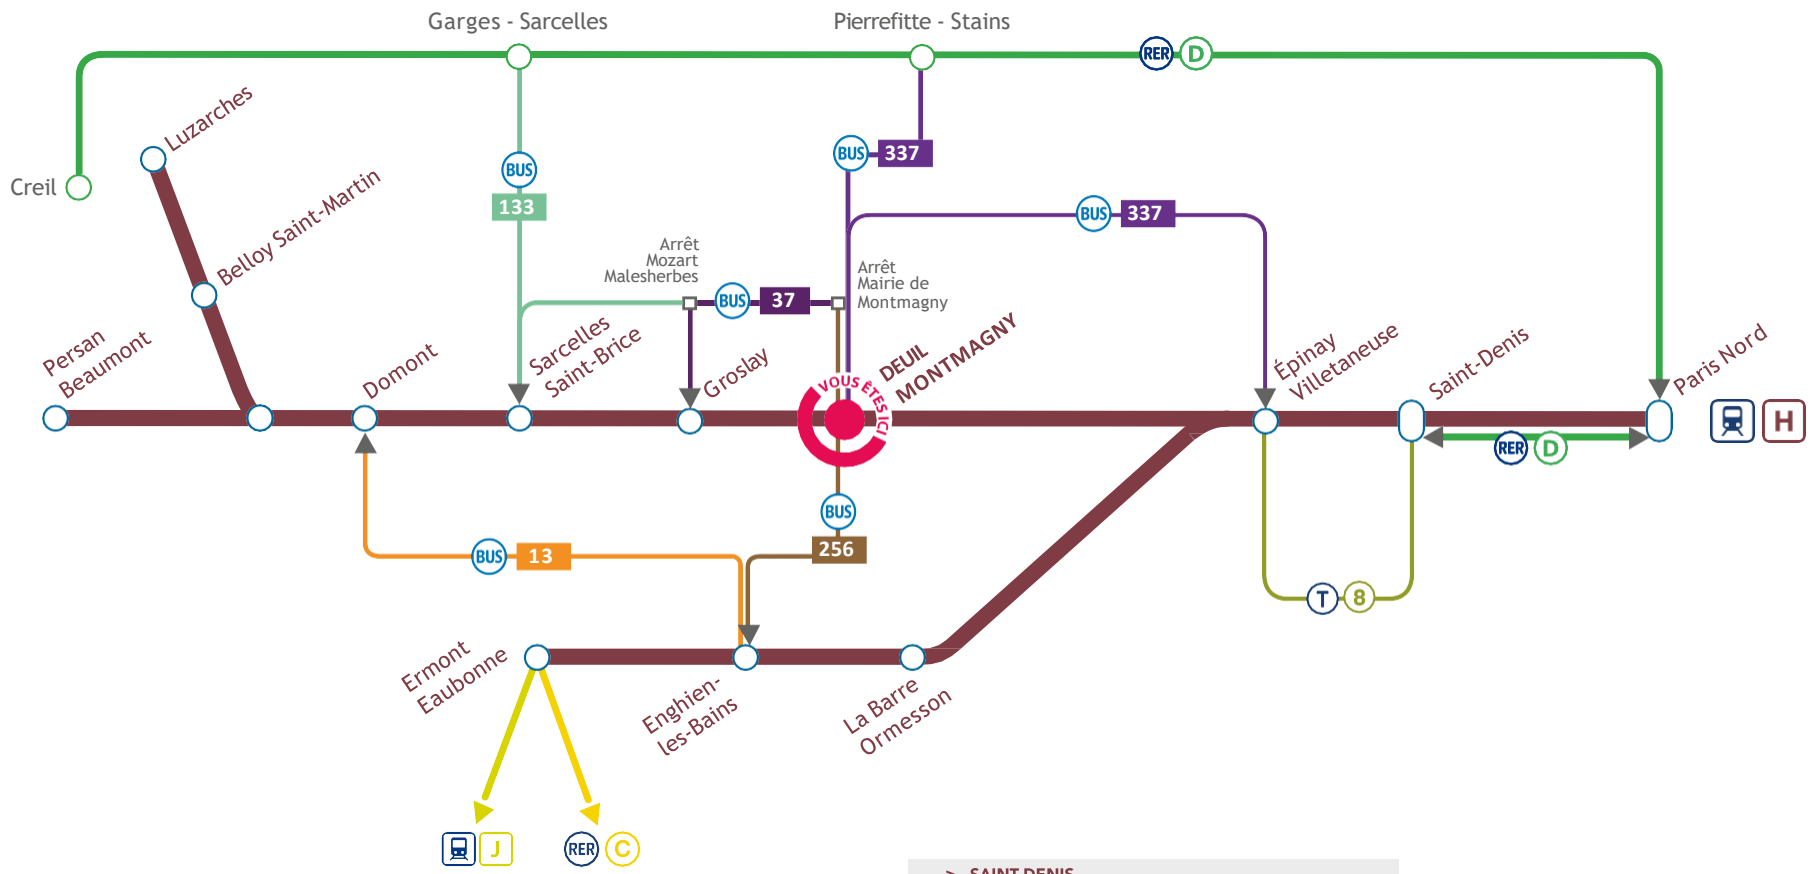 Garges - Sarcelles
Pierrefitte - Stains
RER D
Luzarches
Creil
Belloy Saint-Martin
BUS
133
BUS
337
BUS
337
Arrêt
Mozart
Malesherbes
BUS
37
Arrêt
Mairie de
Montmagny
Persan
Beaumont
Domont
Sarcelles
Saint-Brice
Groslay
DEUIL
MONTMAGNY
VOUS ÊTES ICI
Épinay
Villetaneuse
Saint-Denis
Paris Nord
H
RER D
BUS
13
BUS
256
T 8
Ermont
Eaubonne
Enghien-
les-Bains
La Barre
Ormesson
J
RER C
> SAINT DENIS